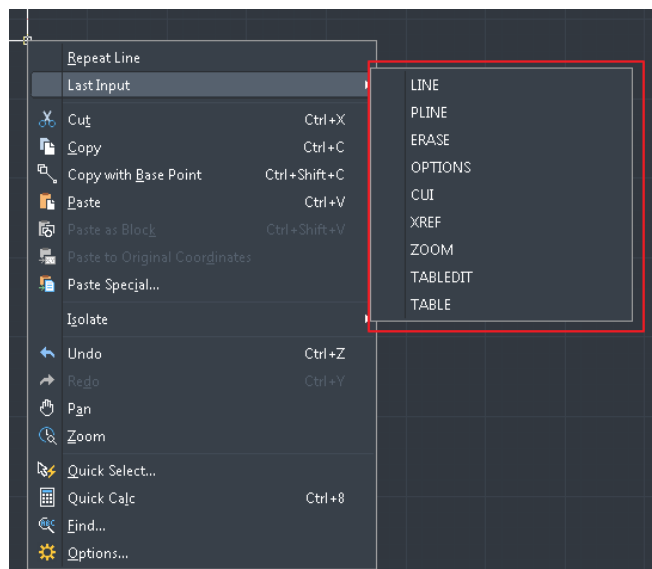 Repeat Line
Last Input
Cut Ctrl+X
Copy Ctrl+C
Copy with Base Point Ctrl+Shift+C
Paste Ctrl+V
Paste as Block Ctrl+Shift+V
Paste to Original Coordinates
Paste Special...
Isolate
Undo Ctrl+Z
Redo Ctrl+Y
Pan
Zoom
Quick Select...
Quick Calc Ctrl+8
Find...
Options...
LINE
PLINE
ERASE
OPTIONS
CUI
XREF
ZOOM
TABLEDIT
TABLE